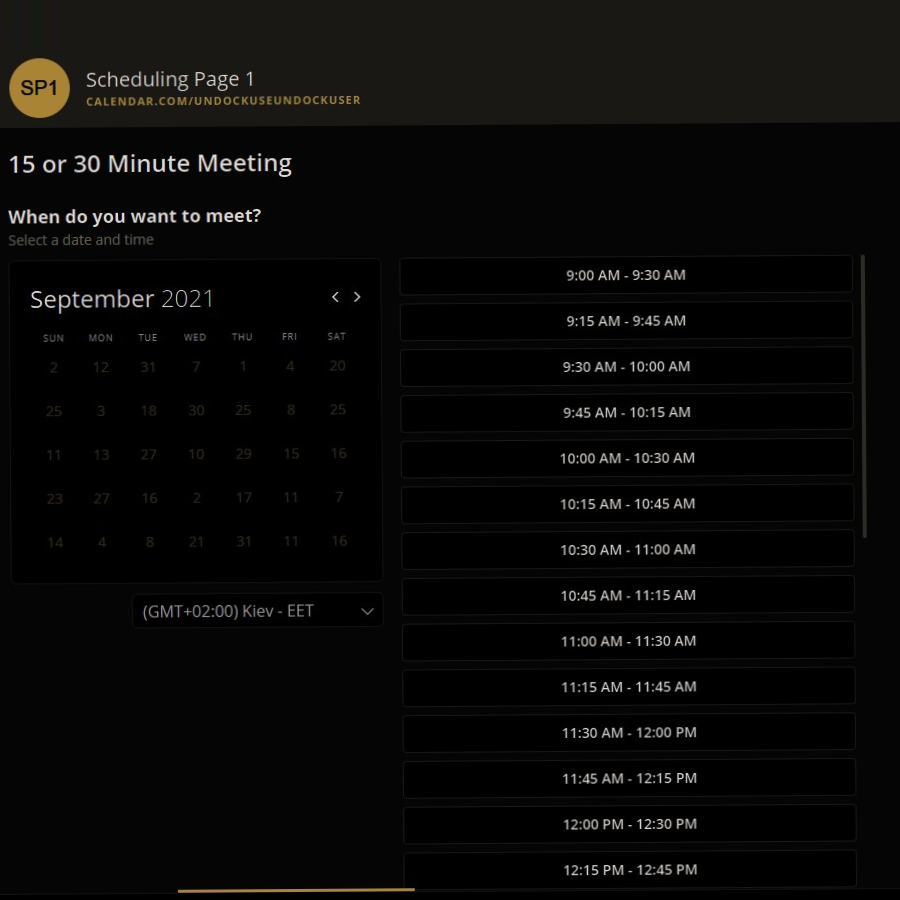 SP1
Scheduling Page 1
CALENDAR.COM/UNDOCKUSEUNDOCKUSER
15 or 30 Minute Meeting
When do you want to meet?
Select a date and time
September 2021
SUN MON TUE WED THU FRI SAT
2 12 31 7 1 4 20
25 3 18 30 25 8 25
11 13 27 10 29 15 16
23 27 16 2 17 11 7
14 4 8 21 31 11 16
(GMT+02:00) Kiev - EET
9:00 AM - 9:30 AM
9:15 AM - 9:45 AM
9:30 AM - 10:00 AM
9:45 AM - 10:15 AM
10:00 AM - 10:30 AM
10:15 AM - 10:45 AM
10:30 AM - 11:00 AM
10:45 AM - 11:15 AM
11:00 AM - 11:30 AM
11:15 AM - 11:45 AM
11:30 AM - 12:00 PM
11:45 AM - 12:15 PM
12:00 PM - 12:30 PM
12:15 PM - 12:45 PM